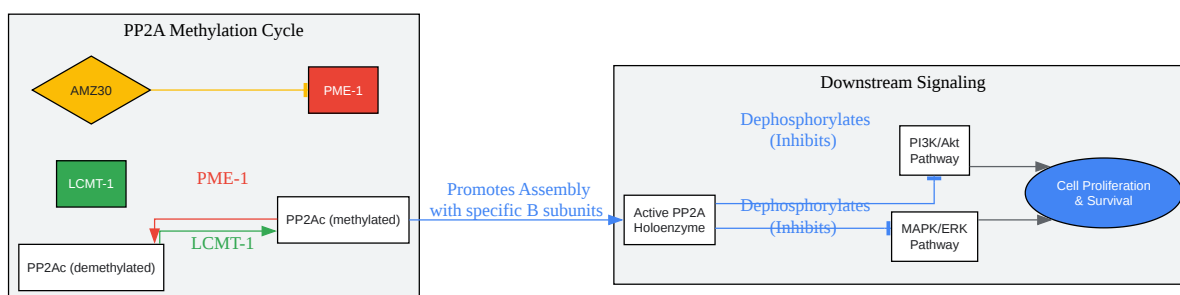 PP2A Methylation Cycle
AMZ30
PME-1
LCMT-1
PME-1
PP2Ac (methylated)
LCMT-1
PP2Ac (demethylated)
Promotes Assembly
with specific B subunits
Downstream Signaling
Dephosphorylates
(Inhibits)
PI3K/Akt
Pathway
Active PP2A
Holoenzyme
Dephosphorylates
(Inhibits)
MAPK/ERK
Pathway
Cell Proliferation
& Survival